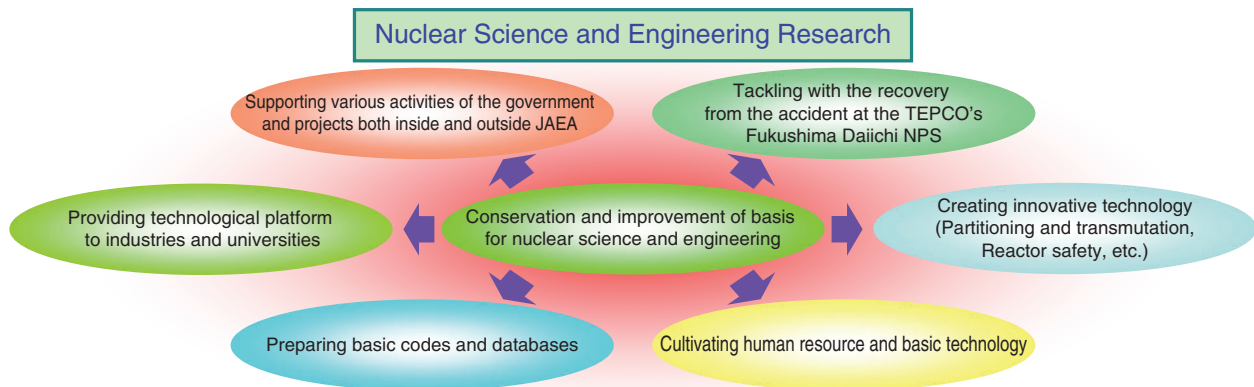 Nuclear Science and Engineering Research
Supporting various activities of the government
and projects both inside and outside JAEA
Tackling with the recovery
from the accident at the TEPCO's
Fukushima Daiichi NPS
Providing technological platform
to industries and universities
Conservation and improvement of basis
for nuclear science and engineering
Creating innovative technology
(Partitioning and transmutation,
Reactor safety, etc.)
Preparing basic codes and databases
Cultivating human resource and basic technology